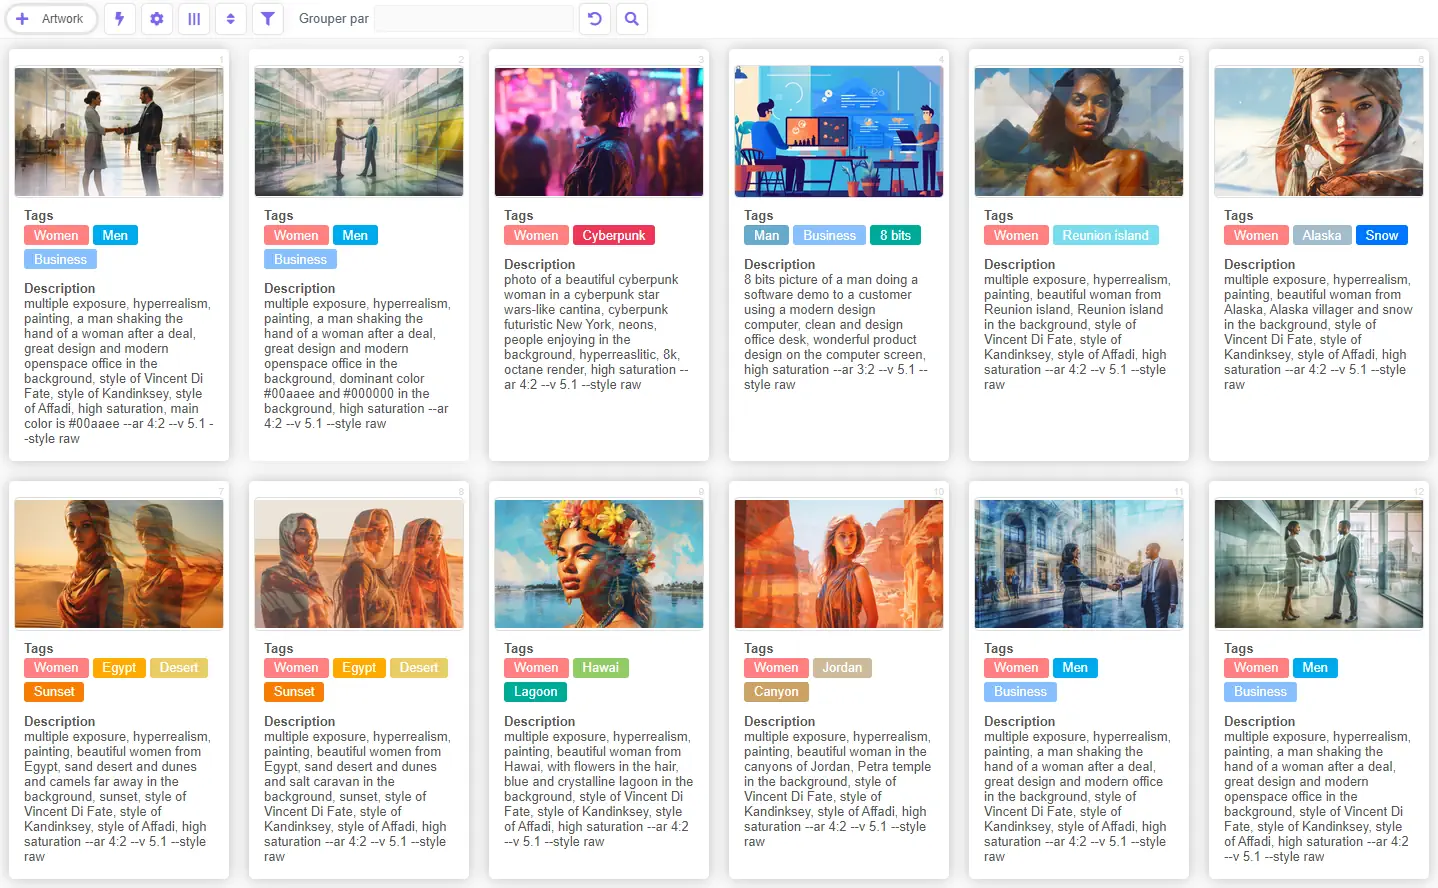 Artwork
Grouper par
1
Tags
Women Men
Business
Description
multiple exposure, hyperrealism,
painting, a man shaking the
hand of a woman after a deal,
great design and modern
openspace office in the
background, style of Vincent Di
Fate, style of Kandinksey, style
of Affadi, high saturation, main
color is #00aaee --ar 4:2 --v 5.1 -
-style raw
2
Tags
Women Men
Business
Description
multiple exposure, hyperrealism,
painting, a man shaking the
hand of a woman after a deal,
great design and modern
openspace office in the
background, dominant color
#00aaee and #000000 in the
background, high saturation --ar
4:2 --v 5.1 --style raw
3
Tags
Women Cyberpunk
Description
photo of a beautiful cyberpunk
woman in a cyberpunk star
wars-like cantina, cyberpunk
futuristic New York, neons,
people enjoying in the
background, hyperreaslitic, 8k,
octane render, high saturation --
ar 4:2 --v 5.1 --style raw
4
Tags
Man Business 8 bits
Description
8 bits picture of a man doing a
software demo to a customer
using a modern design
computer, clean and design
office desk, wonderful product
design on the computer screen,
high saturation --ar 3:2 --v 5.1 --
style raw
5
Tags
Women Reunion island
Description
multiple exposure, hyperrealism,
painting, beautiful woman from
Reunion island, Reunion island
in the background, style of
Vincent Di Fate, style of
Kandinksey, style of Affadi, high
saturation --ar 4:2 --v 5.1 --style
raw
6
Tags
Women Alaska Snow
Description
multiple exposure, hyperrealism,
painting, beautiful woman from
Alaska, Alaska villager and snow
in the background, style of
Vincent Di Fate, style of
Kandinksey, style of Affadi, high
saturation --ar 4:2 --v 5.1 --style
raw
7
Tags
Women Egypt Desert
Sunset
Description
multiple exposure, hyperrealism,
painting, beautiful women from
Egypt, sand desert and dunes
and camels far away in the
background, sunset, style of
Vincent Di Fate, style of
Kandinksey, style of Affadi, high
saturation --ar 4:2 --v 5.1 --style
raw
8
Tags
Women Egypt Desert
Sunset
Description
multiple exposure, hyperrealism,
painting, beautiful women from
Egypt, sand desert and dunes
and salt caravan in the
background, sunset, style of
Vincent Di Fate, style of
Kandinksey, style of Affadi, high
saturation --ar 4:2 --v 5.1 --style
raw
9
Tags
Women Hawai
Lagoon
Description
multiple exposure, hyperrealism,
painting, beautiful woman from
Hawai, with flowers in the hair,
blue and crystalline lagoon in the
background, style of Vincent Di
Fate, style of Kandinksey, style
of Affadi, high saturation --ar 4:2
--v 5.1 --style raw
10
Tags
Women Jordan
Canyon
Description
multiple exposure, hyperrealism,
painting, beautiful woman in the
canyons of Jordan, Petra temple
in the background, style of
Vincent Di Fate, style of
Kandinksey, style of Affadi, high
saturation --ar 4:2 --v 5.1 --style
raw
11
Tags
Women Men
Business
Description
multiple exposure, hyperrealism,
painting, a man shaking the
hand of a woman after a deal,
great design and modern office
in the background, style of
Vincent Di Fate, style of
Kandinksey, style of Affadi, high
saturation --ar 4:2 --v 5.1 --style
raw
12
Tags
Women Men
Business
Description
multiple exposure, hyperrealism,
painting, a man shaking the
hand of a woman after a deal,
great design and modern
openspace office in the
background, style of Vincent Di
Fate, style of Kandinksey, style
of Affadi, high saturation --ar 4:2
--v 5.1 --style raw